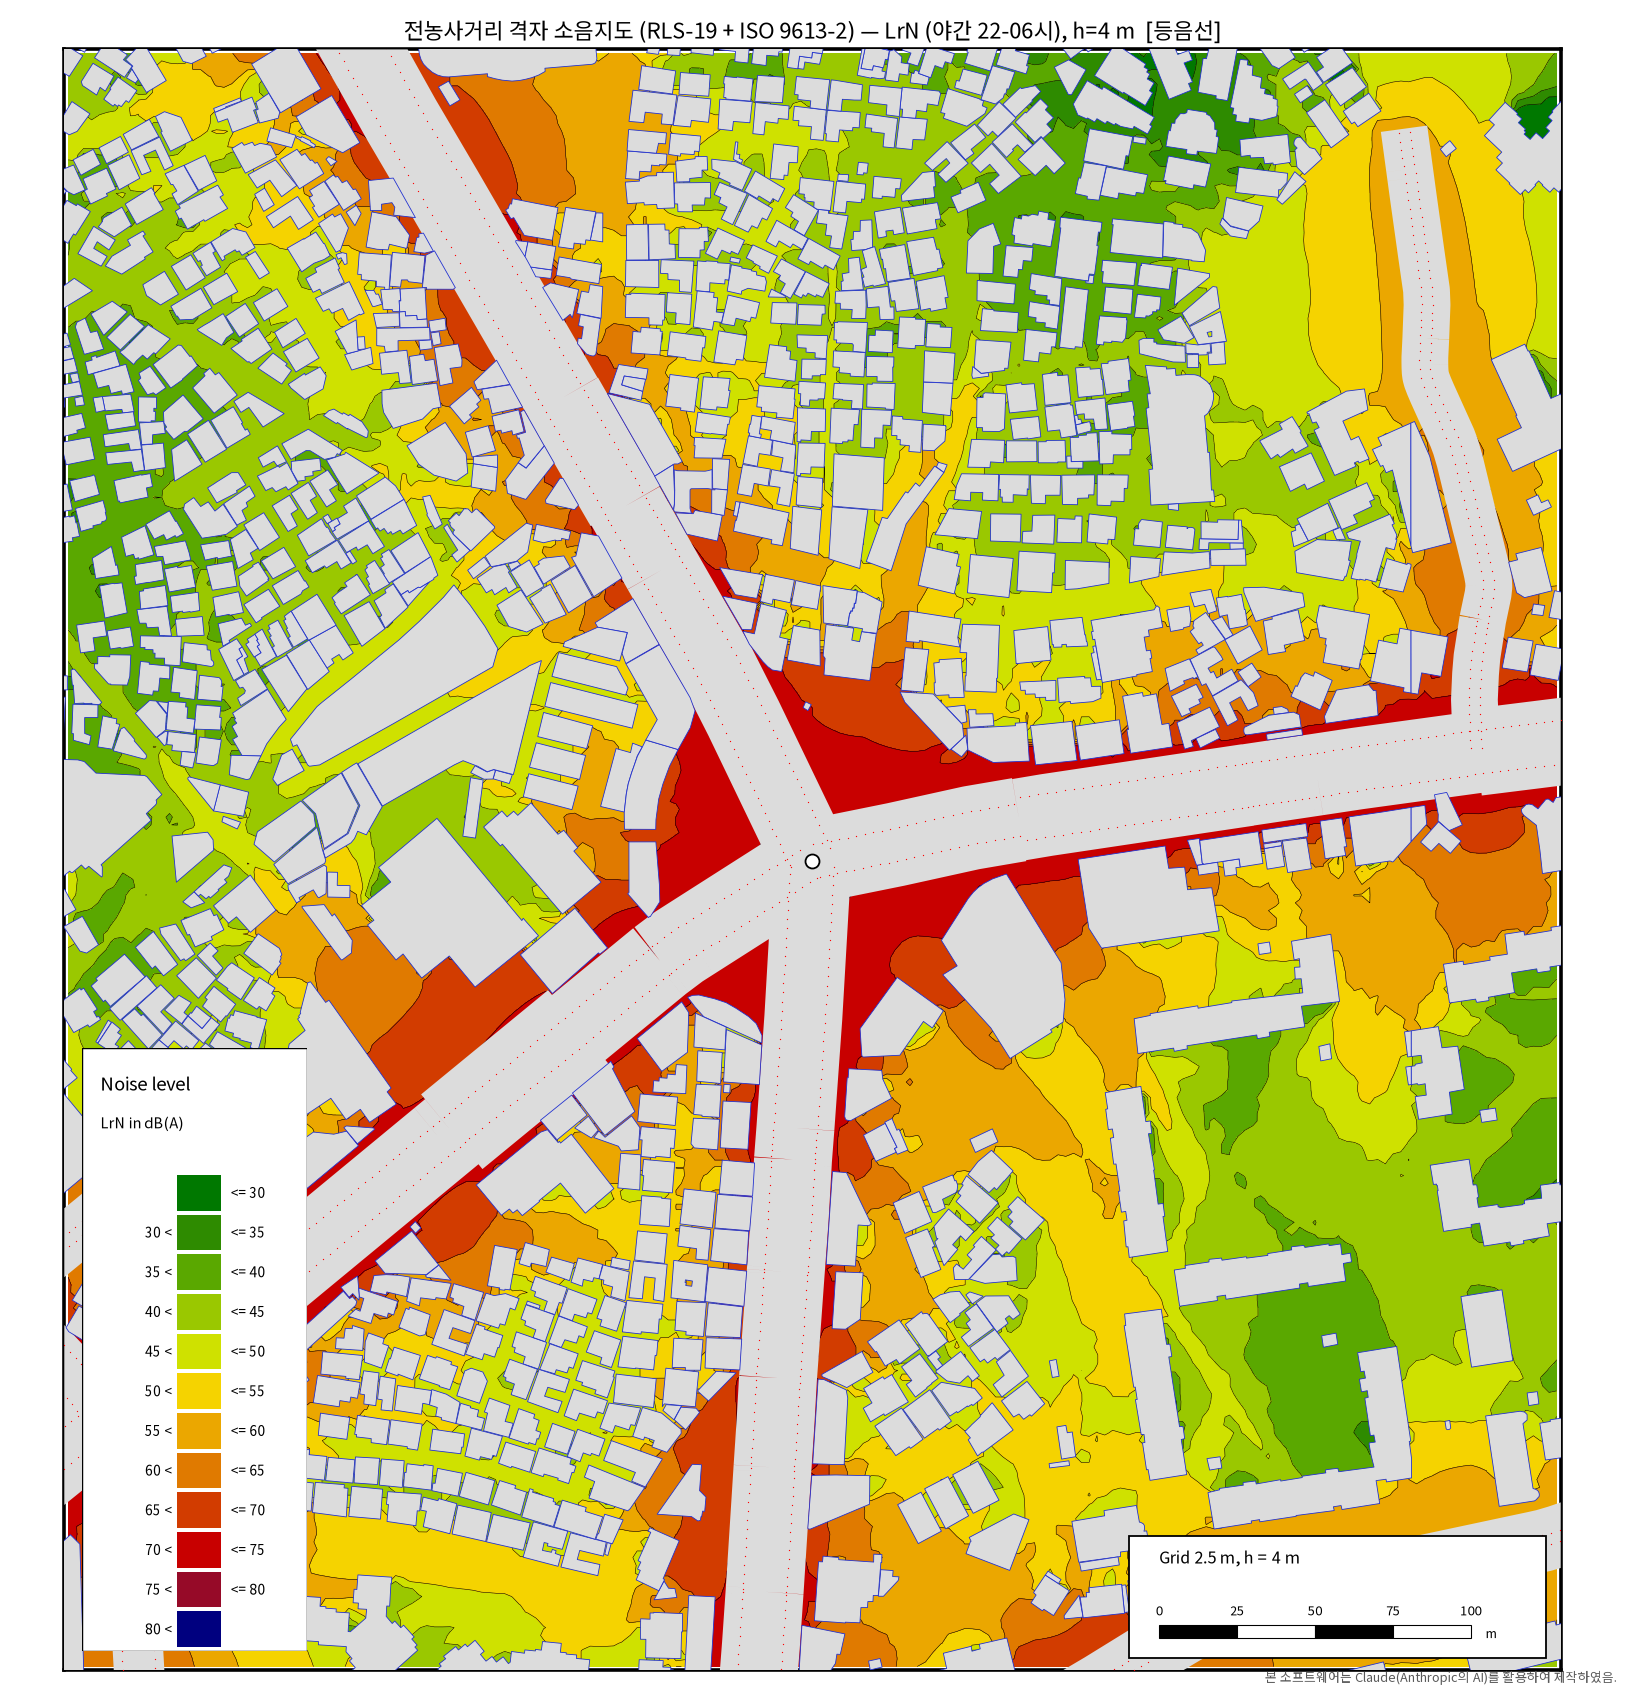 전농사거리 격자 소음지도 (RLS-19 + ISO 9613-2) — LrN (야간 22-06시), h=4 m [등음선]
Noise level
LrN in dB(A)
<= 30
30 < <= 35
35 < <= 40
40 < <= 45
45 < <= 50
50 < <= 55
55 < <= 60
60 < <= 65
65 < <= 70
70 < <= 75
75 < <= 80
80 <
Grid 2.5 m, h = 4 m
0 25 50 75 100
m
본 소프트웨어는 Claude(Anthropic의 AI)를 활용하여 제작하였음.